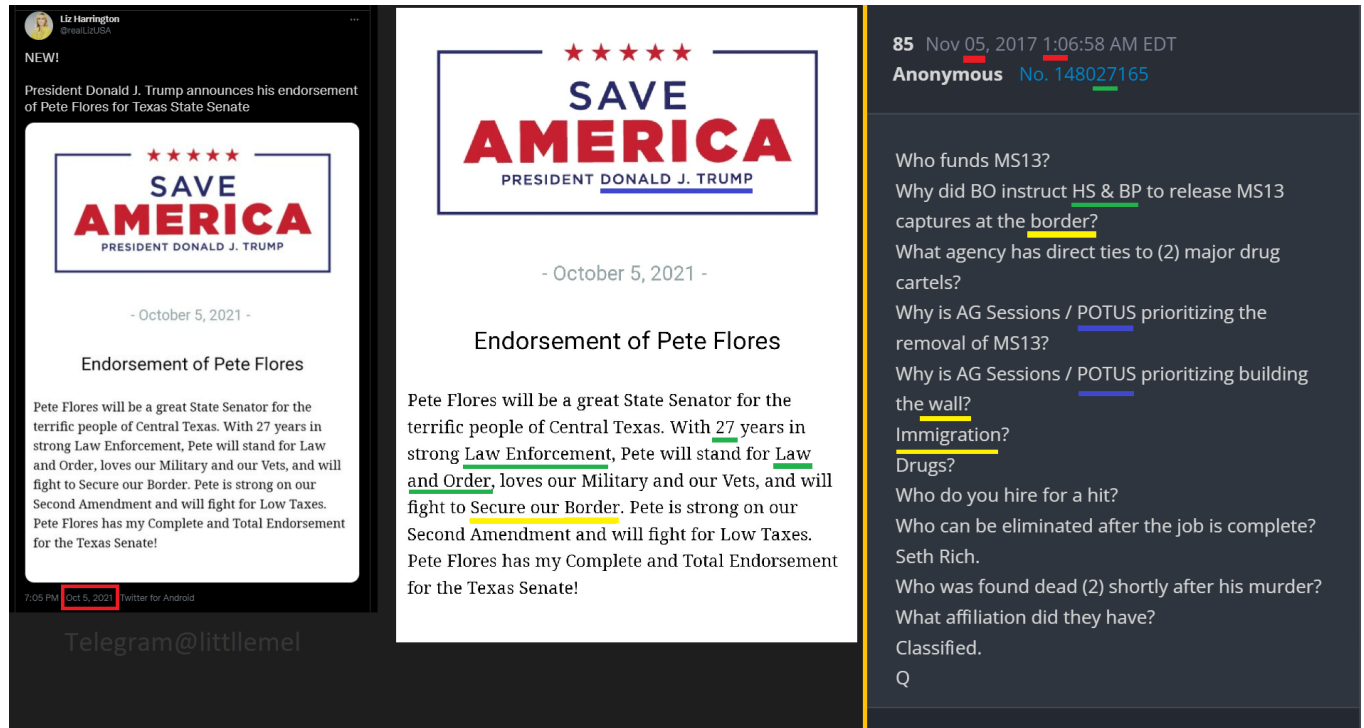 Liz Harrington
@realLizUSA
NEW!
President Donald J. Trump announces his endorsement
of Pete Flores for Texas State Senate
SAVE
AMERICA
PRESIDENT DONALD J. TRUMP
- October 5, 2021 -
Endorsement of Pete Flores
Pete Flores will be a great State Senator for the
terrific people of Central Texas. With 27 years in
strong Law Enforcement, Pete will stand for Law
and Order, loves our Military and our Vets, and will
fight to Secure our Border. Pete is strong on our
Second Amendment and will fight for Low Taxes.
Pete Flores has my Complete and Total Endorsement
for the Texas Senate!
7:05 PM Oct 5, 2021 Twitter for Android
Telegram@littllemel
SAVE
AMERICA
PRESIDENT DONALD J. TRUMP
- October 5, 2021 -
Endorsement of Pete Flores
Pete Flores will be a great State Senator for the
terrific people of Central Texas. With 27 years in
strong Law Enforcement, Pete will stand for Law
and Order, loves our Military and our Vets, and will
fight to Secure our Border. Pete is strong on our
Second Amendment and will fight for Low Taxes.
Pete Flores has my Complete and Total Endorsement
for the Texas Senate!
85 Nov 05, 2017 1:06:58 AM EDT
Anonymous No. 148027165
Who funds MS13?
Why did BO instruct HS & BP to release MS13
captures at the border?
What agency has direct ties to (2) major drug
cartels?
Why is AG Sessions / POTUS prioritizing the
removal of MS13?
Why is AG Sessions / POTUS prioritizing building
the wall?
Immigration?
Drugs?
Who do you hire for a hit?
Who can be eliminated after the job is complete?
Seth Rich.
Who was found dead (2) shortly after his murder?
What affiliation did they have?
Classified.
Q